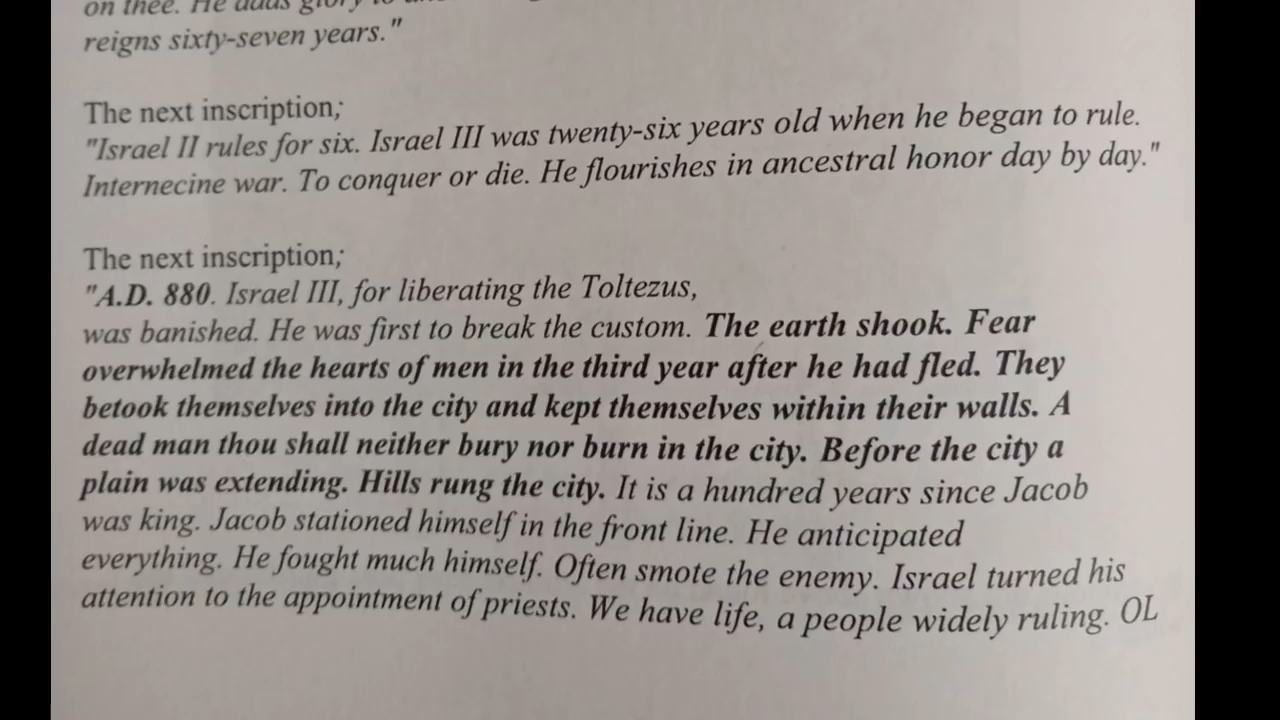 on thee. He adds glory to
reigns sixty-seven years."
The next inscription;
"Israel II rules for six. Israel III was twenty-six years old when he began to rule.
Internecine war. To conquer or die. He flourishes in ancestral honor day by day."
The next inscription;
"A.D. 880. Israel III, for liberating the Toltezus,
was banished. He was first to break the custom. The earth shook. Fear
overwhelmed the hearts of men in the third year after he had fled. They
betook themselves into the city and kept themselves within their walls. A
dead man thou shall neither bury nor burn in the city. Before the city a
plain was extending. Hills rung the city. It is a hundred years since Jacob
was king. Jacob stationed himself in the front line. He anticipated
everything. He fought much himself. Often smote the enemy. Israel turned his
attention to the appointment of priests. We have life, a people widely ruling. OL